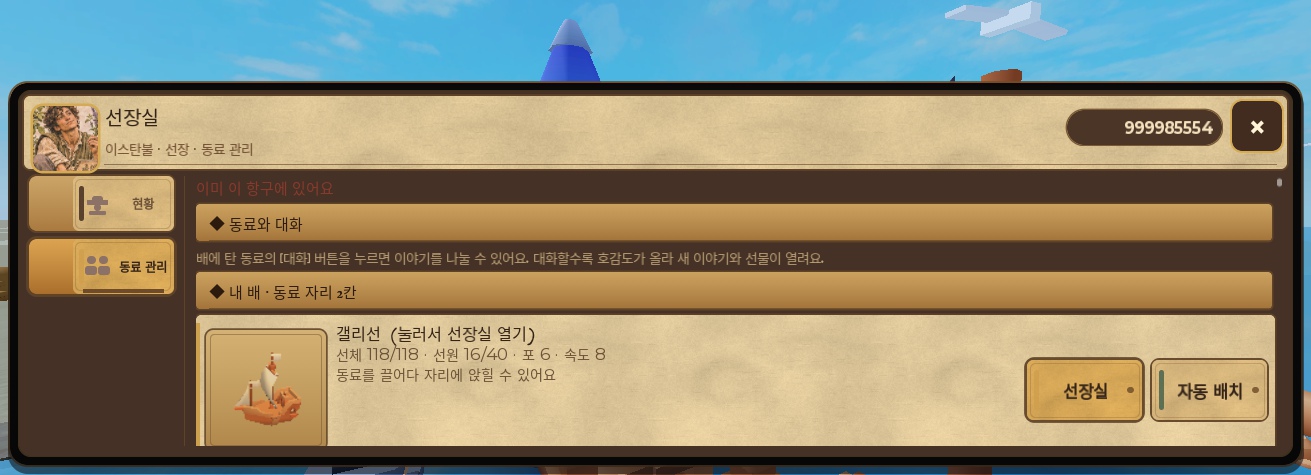 선장실
이스탄불 · 선장 · 동료 관리
999985554
×
현황
동료 관리
이미 이 항구에 있어요
◆ 동료와 대화
배에 탄 동료의 [대화] 버튼을 누르면 이야기를 나눌 수 있어요. 대화할수록 호감도가 올라 새 이야기와 선물이 열려요.
◆ 내 배 · 동료 자리 2칸
갤리선 (눌러서 선장실 열기)
선체 118/118 · 선원 16/40 · 포 6 · 속도 8
동료를 끌어다 자리에 앉힐 수 있어요
선장실
자동 배치